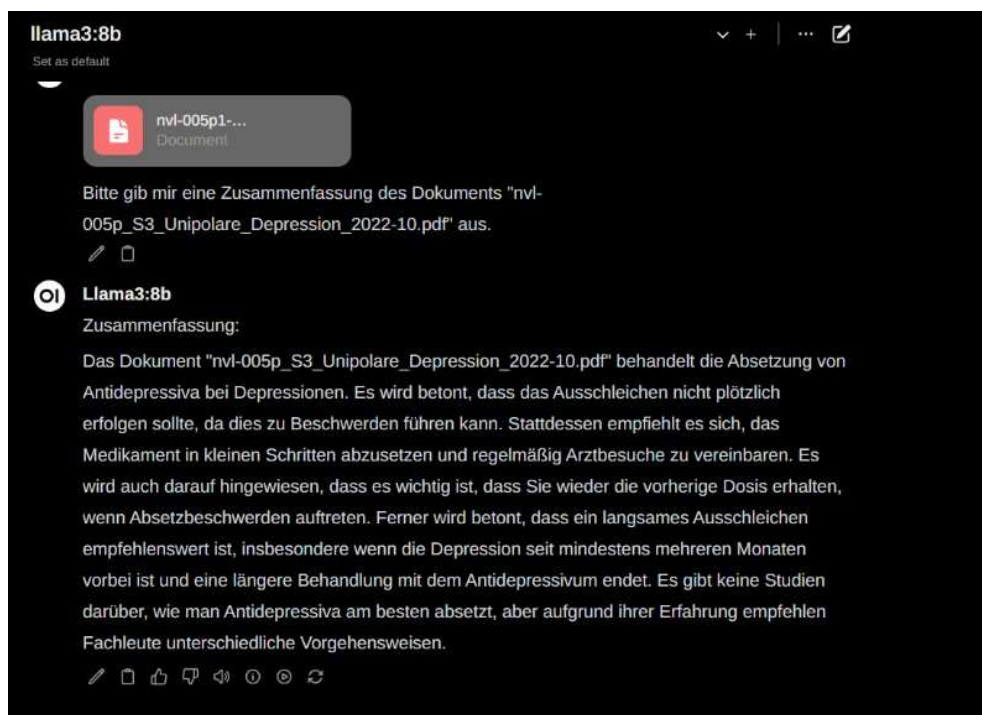 llama3:8b
Set as default
nvl-005p1-...
Document
Bitte gib mir eine Zusammenfassung des Dokuments "nvl-
005p_S3_Unipolare_Depression_2022-10.pdf" aus.
OI
Llama3:8b
Zusammenfassung:
Das Dokument "nvl-005p_S3_Unipolare_Depression_2022-10.pdf" behandelt die Absetzung von
Antidepressiva bei Depressionen. Es wird betont, dass das Ausschleichen nicht plötzlich
erfolgen sollte, da dies zu Beschwerden führen kann. Stattdessen empfiehlt es sich, das
Medikament in kleinen Schritten abzusetzen und regelmäßig Arztbesuche zu vereinbaren. Es
wird auch darauf hingewiesen, dass es wichtig ist, dass Sie wieder die vorherige Dosis erhalten,
wenn Absetzbeschwerden auftreten. Ferner wird betont, dass ein langsames Ausschleichen
empfehlenswert ist, insbesondere wenn die Depression seit mindestens mehreren Monaten
vorbei ist und eine längere Behandlung mit dem Antidepressivum endet. Es gibt keine Studien
darüber, wie man Antidepressiva am besten absetzt, aber aufgrund ihrer Erfahrung empfehlen
Fachleute unterschiedliche Vorgehensweisen.